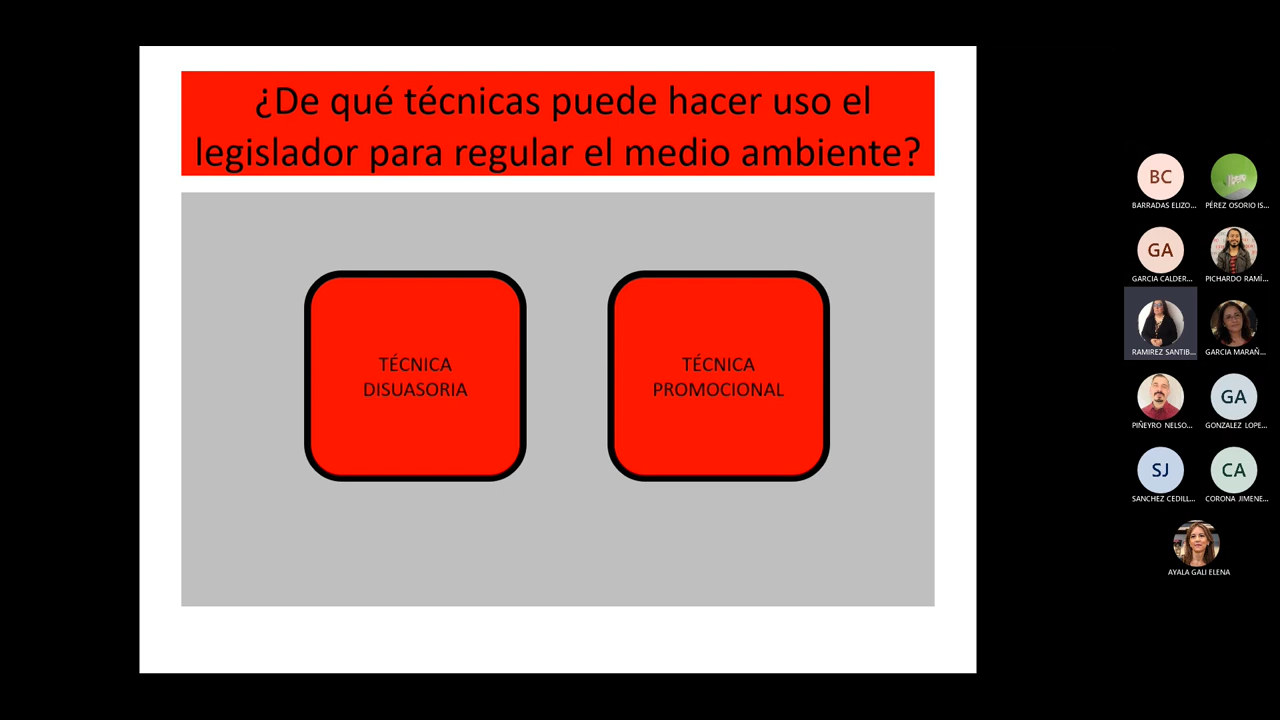 ¿De qué técnicas puede hacer uso el
legislador para regular el medio ambiente?
TÉCNICA
DISUASORIA
TÉCNICA
PROMOCIONAL
BC
BARRADAS ELIZO...
PÉREZ OSORIO IS...
GA
GARCIA CALDER...
PICHARDO RAMÍ...
RAMIREZ SANTIB...
GARCIA MARAÑ...
PIÑEYRO NELSO...
GA
GONZALEZ LOPE...
SJ
SANCHEZ CEDILL...
CA
CORONA JIMENE...
AYALA GALI ELENA